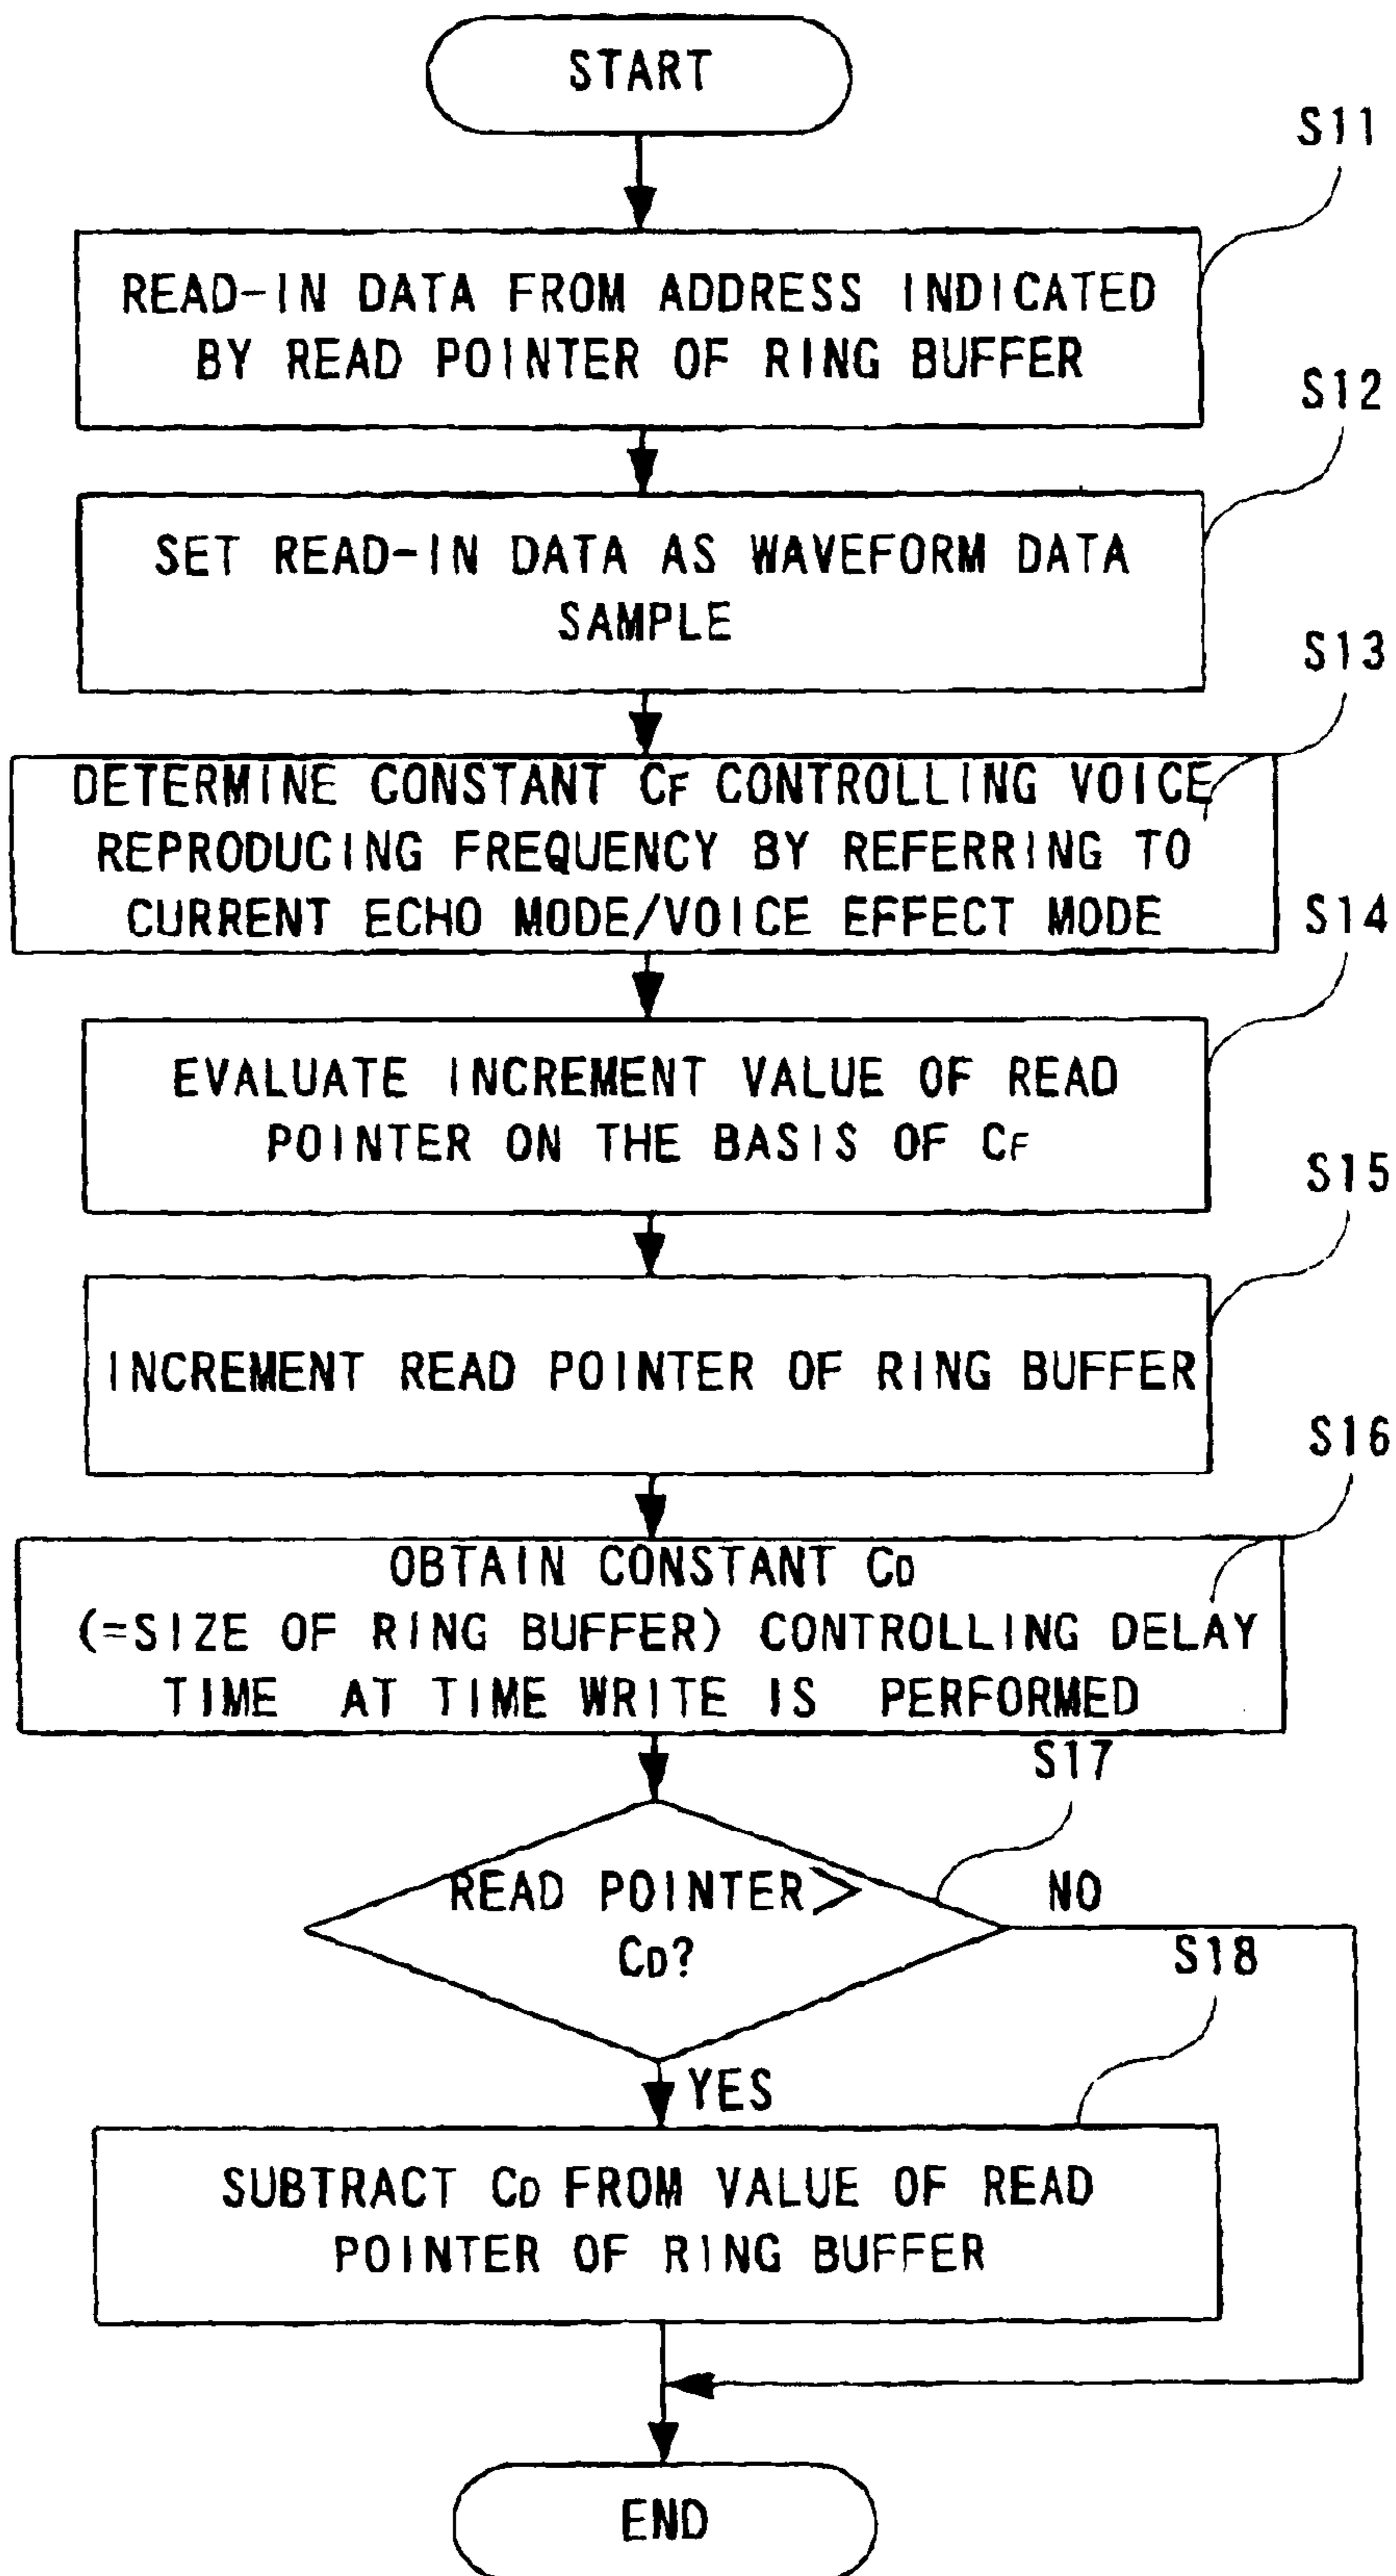 START
S11
READ-IN DATA FROM ADDRESS INDICATED
BY READ POINTER OF RING BUFFER
S12
SET READ-IN DATA AS WAVEFORM DATA
SAMPLE
S13
DETERMINE CONSTANT CF CONTROLLING VOICE
REPRODUCING FREQUENCY BY REFERRING TO
CURRENT ECHO MODE/VOICE EFFECT MODE
S14
EVALUATE INCREMENT VALUE OF READ
POINTER ON THE BASIS OF CF
S15
INCREMENT READ POINTER OF RING BUFFER
S16
OBTAIN CONSTANT CD
(=SIZE OF RING BUFFER) CONTROLLING DELAY
TIME AT TIME WRITE IS PERFORMED
S17
READ POINTER>
CD?
NO
S18
YES
SUBTRACT CD FROM VALUE OF READ
POINTER OF RING BUFFER
END